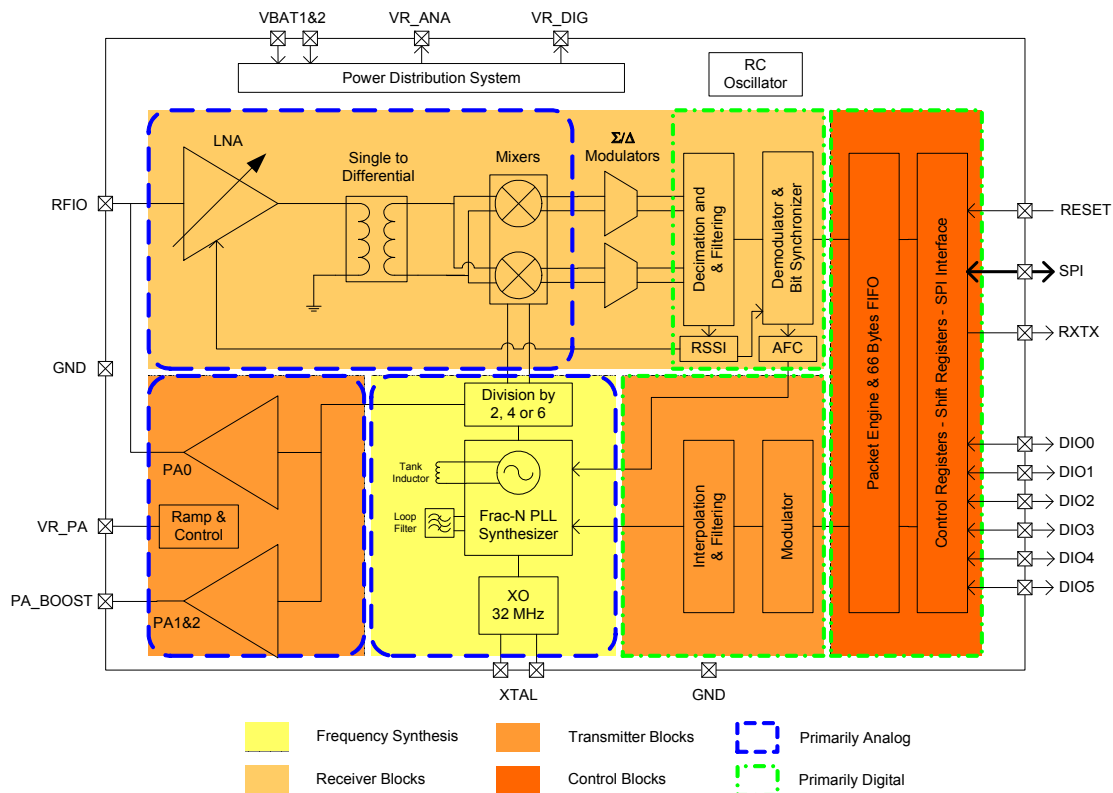 VBAT1&2
VR_ANA
VR_DIG
Power Distribution System
RC
Oscillator
LNA
Single to
Differential
Mixers
Σ/Δ
Modulators
Decimation and
& Filtering
Demodulator &
Bit Synchronizer
RSSI
AFC
Packet Engine & 66 Bytes FIFO
Control Registers - Shift Registers - SPI Interface
RFIO
GND
RESET
SPI
RXTX
Division by
2, 4 or 6
PA0
Tank
Inductor
Loop
Filter
Frac-N PLL
Synthesizer
Interpolation
& Filtering
Modulator
VR_PA
Ramp &
Control
PA_BOOST
PA1&2
XO
32 MHz
DIO0
DIO1
DIO2
DIO3
DIO4
DIO5
XTAL
GND
Frequency Synthesis
Transmitter Blocks
Primarily Analog
Receiver Blocks
Control Blocks
Primarily Digital